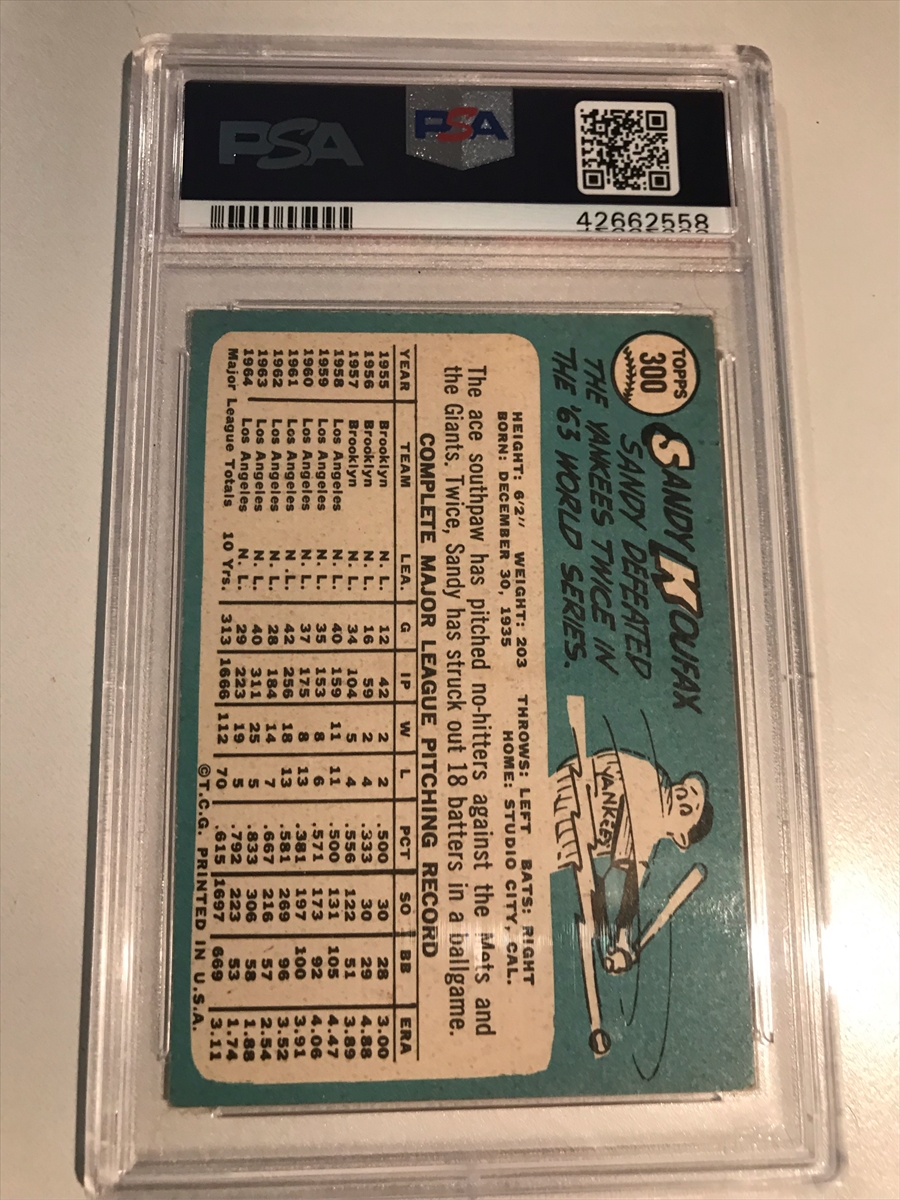 PSA
PSA
42662558
TOPPS
300
SANDY KOUFAX
SANDY DEFEATED
THE YANKEES TWICE IN
THE '63 WORLD SERIES.
YANKEES
HEIGHT: 6'2" WEIGHT: 203 THROWS: LEFT BATS: RIGHT
BORN: DECEMBER 30, 1935 HOME: STUDIO CITY, CAL.
The ace southpaw has pitched no-hitters against the Mets and
the Giants. Twice, Sandy has struck out 18 batters in a ballgame.
COMPLETE MAJOR LEAGUE PITCHING RECORD
YEAR TEAM LEA. G IP W L PCT SO BB ERA
1955 Brooklyn N. L. 12 42 2 2 .500 30 28 3.00
1956 Brooklyn N. L. 16 59 2 4 .333 30 29 4.88
1957 Brooklyn N. L. 34 104 5 4 .556 122 51 3.89
1958 Los Angeles N. L. 40 159 11 11 .500 131 105 4.47
1959 Los Angeles N. L. 35 153 8 6 .571 173 92 4.06
1960 Los Angeles N. L. 37 175 8 13 .381 197 100 3.91
1961 Los Angeles N. L. 42 256 18 13 .581 269 96 3.52
1962 Los Angeles N. L. 28 184 14 7 .667 216 57 2.54
1963 Los Angeles N. L. 40 311 25 5 .833 306 58 1.88
1964 Los Angeles N. L. 29 223 19 5 .792 223 53 1.74
Major League Totals 10 Yrs. 313 1666 112 70 .615 1697 669 3.11
©T.C.G. PRINTED IN U.S.A.